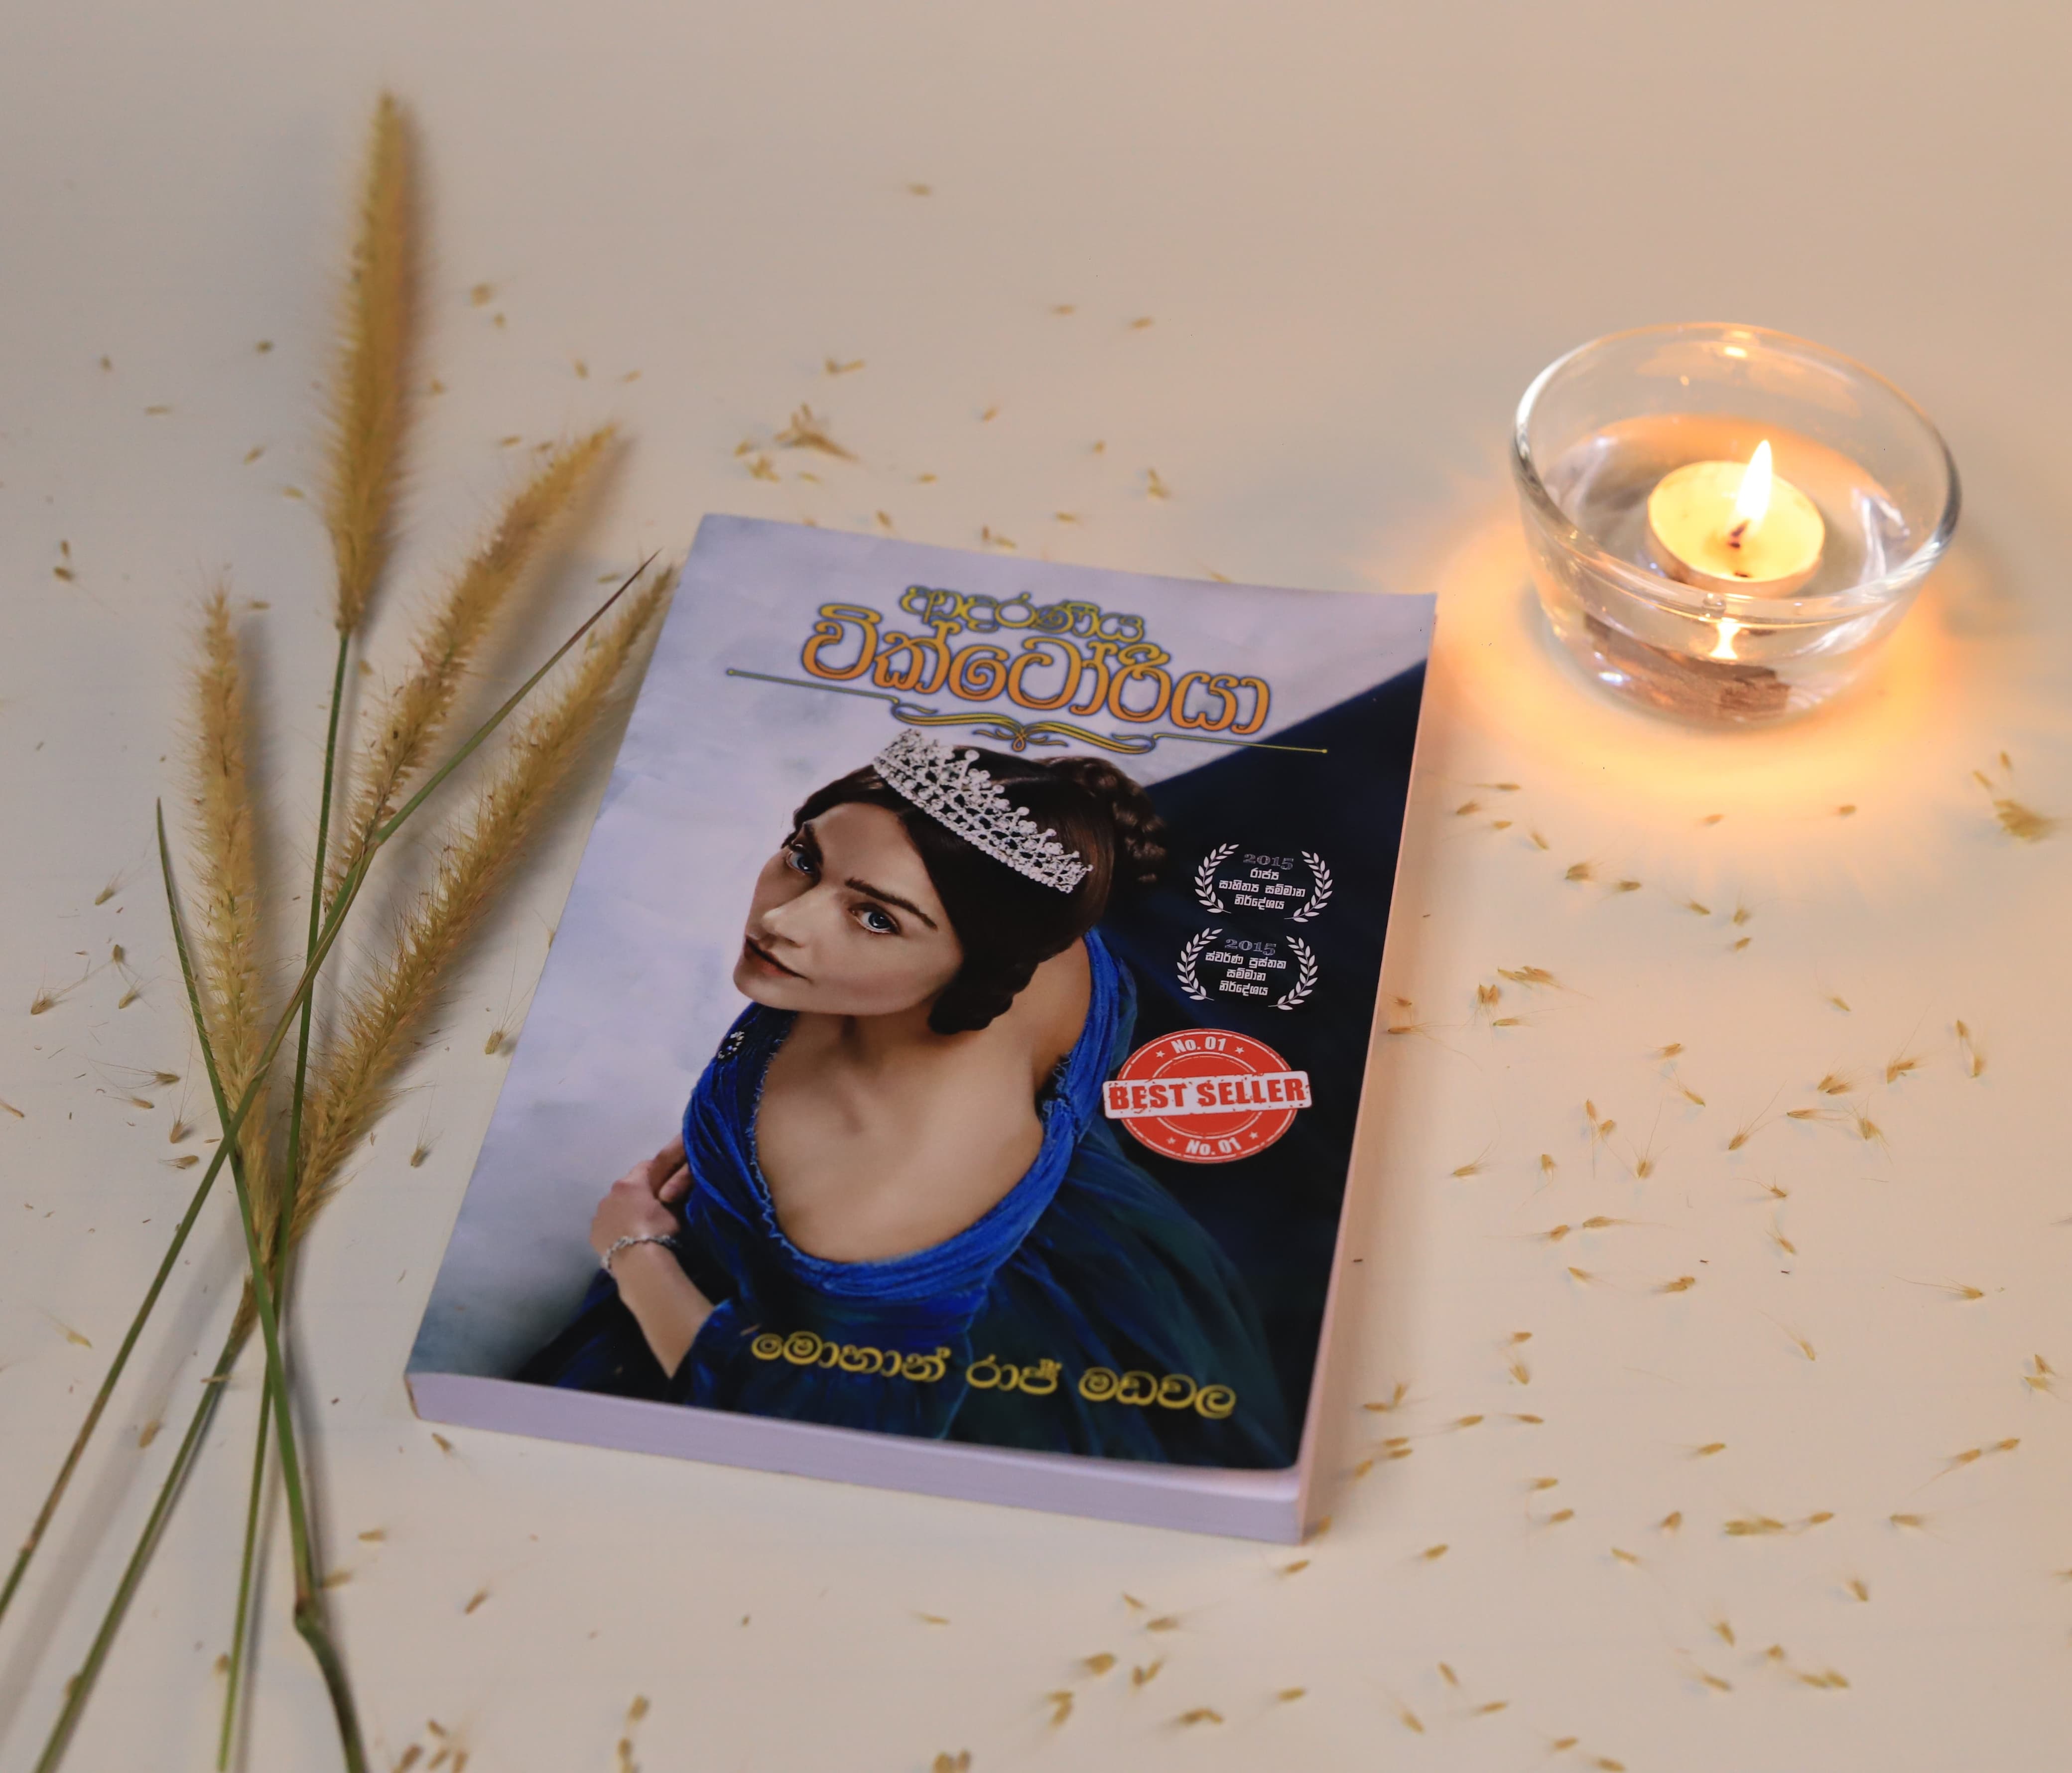 ආදරණීය
වික්ටෝරියා
2015
රාජ්‍ය
සාහිත්‍ය සම්මාන
නිර්දේශය
2015
ස්වර්ණ පුස්තක
සම්මාන
නිර්දේශය
No. 01
BEST SELLER
No. 01
මොහාන් රාජ් මඩවල